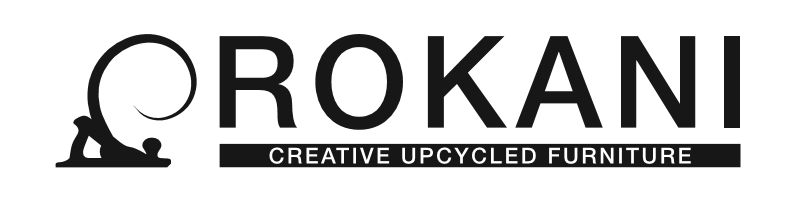 ROKANI
CREATIVE UPCYCLED FURNITURE